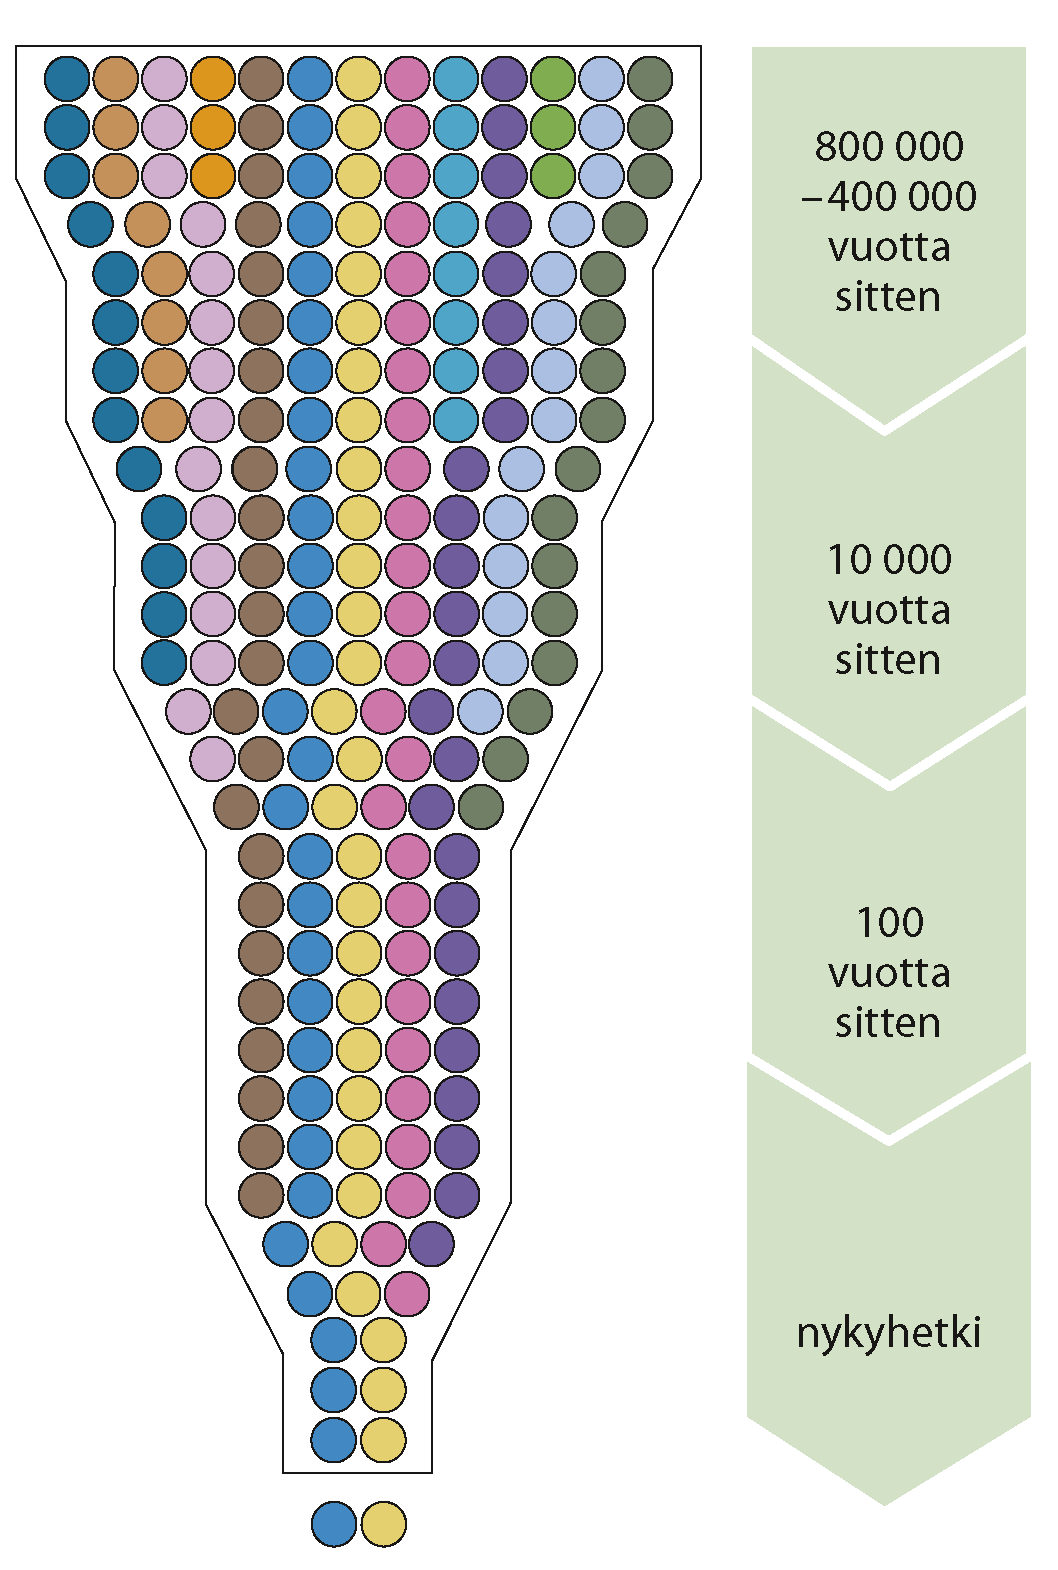 800 000
–400 000
vuotta
sitten
10 000
vuotta
sitten
100
vuotta
sitten
nykyhetki